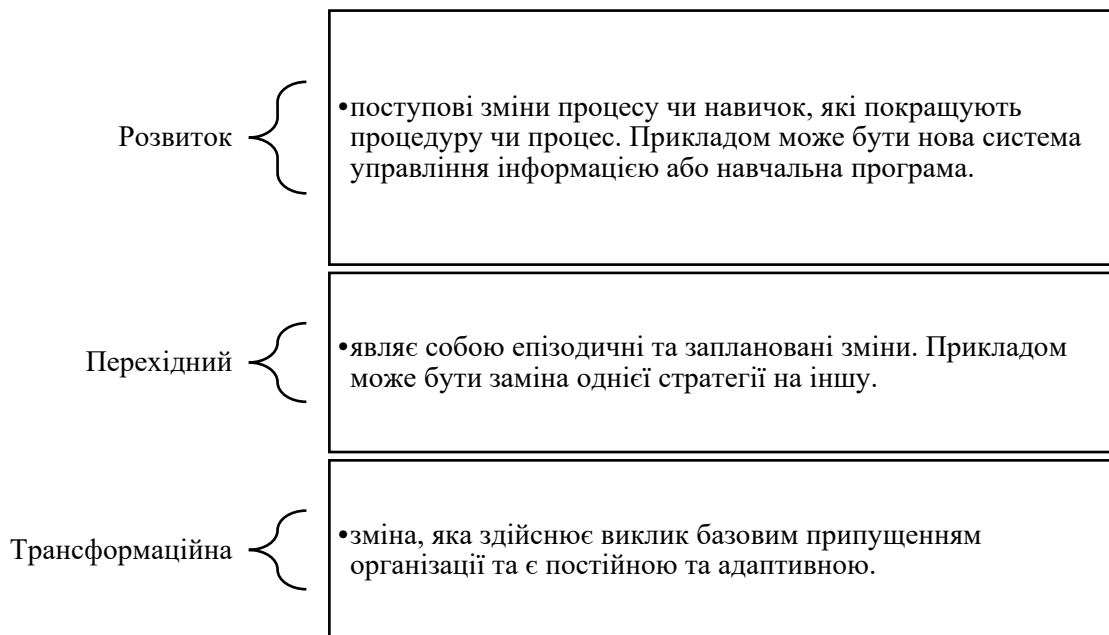 Розвиток
•поступові зміни процесу чи навичок, які покращують
процедуру чи процес. Прикладом може бути нова система
управління інформацією або навчальна програма.
Перехідний
•являє собою епізодичні та заплановані зміни. Прикладом
може бути заміна однієї стратегії на іншу.
Трансформаційна
•зміна, яка здійснює виклик базовим припущенням
організації та є постійною та адаптивною.